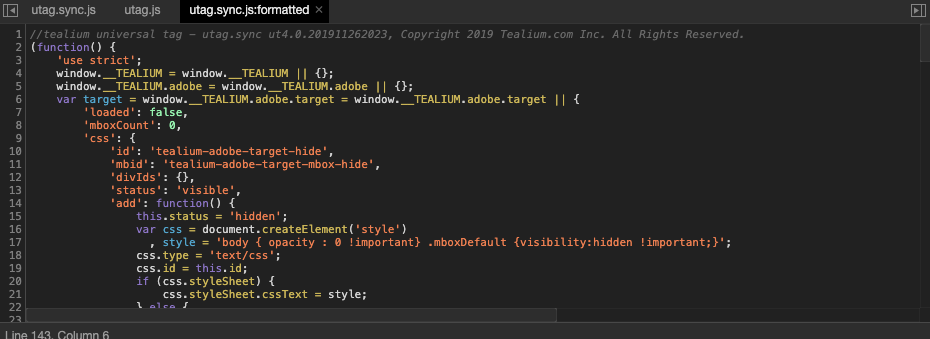 utag.sync.js utag.js utag.sync.js:formatted ×
1 //tealium universal tag - utag.sync ut4.0.201911262023, Copyright 2019 Tealium.com Inc. All Rights Reserved.
2 (function() {
3 'use strict';
4 window.__TEALIUM = window.__TEALIUM || {};
5 window.__TEALIUM.adobe = window.__TEALIUM.adobe || {};
6 var target = window.__TEALIUM.adobe.target = window.__TEALIUM.adobe.target || {
7 'loaded': false,
8 'mboxCount': 0,
9 'css': {
10 'id': 'tealium-adobe-target-hide',
11 'mbid': 'tealium-adobe-target-mbox-hide',
12 'divIds': {},
13 'status': 'visible',
14 'add': function() {
15 this.status = 'hidden';
16 var css = document.createElement('style')
17 , style = 'body { opacity : 0 !important} .mboxDefault {visibility:hidden !important;}';
18 css.type = 'text/css';
19 css.id = this.id;
20 if (css.styleSheet) {
21 css.styleSheet.cssText = style;
22 } else {
23
Line 143, Column 6